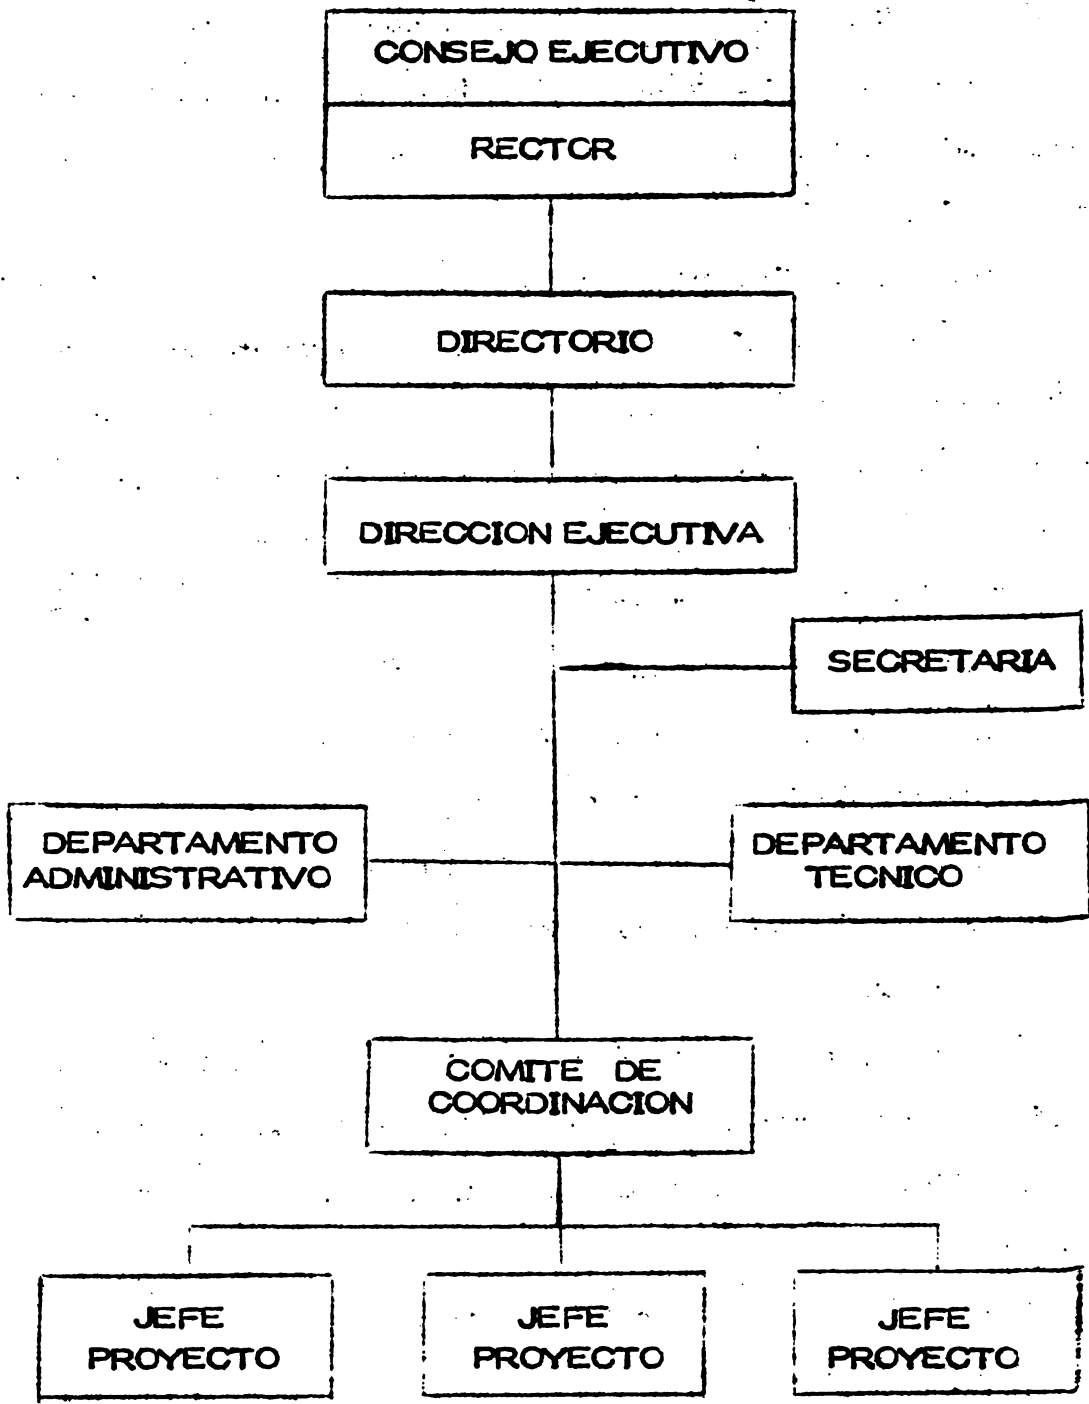 CONSEJO EJECUTIVO
RECTOR
DIRECTORIO
DIRECCION EJECUTIVA
SECRETARIA
DEPARTAMENTO
ADMINISTRATIVO
DEPARTAMENTO
TECNICO
COMITE DE
COORDINACION
JEFE
PROYECTO
JEFE
PROYECTO
JEFE
PROYECTO